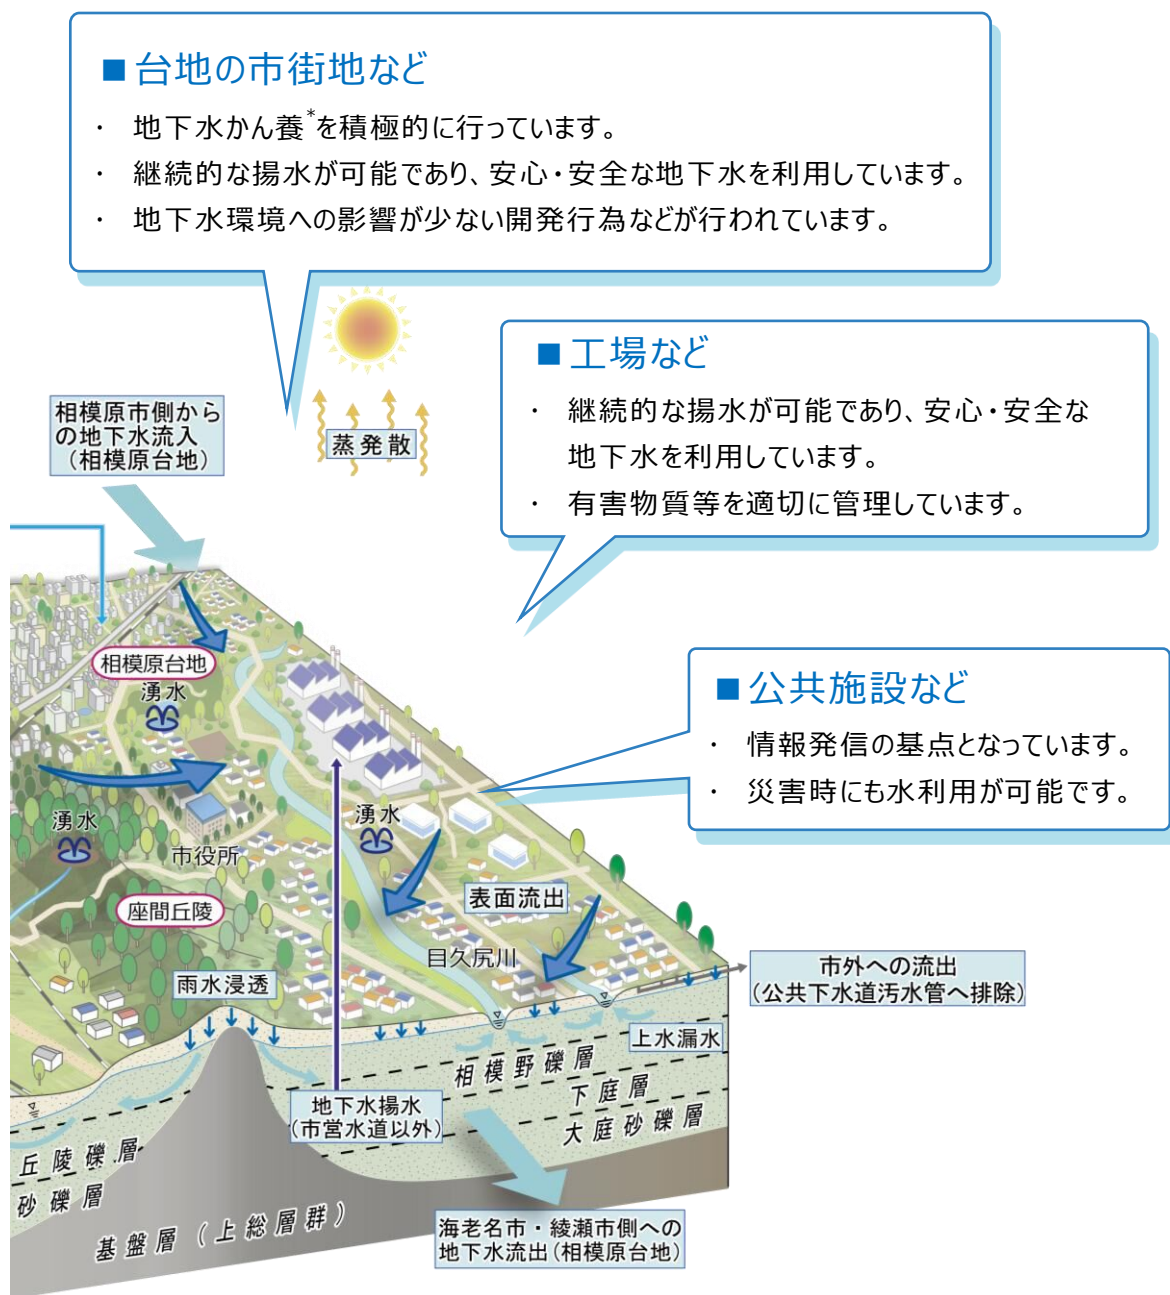 ■ 台地の市街地など
・ 地下水かん養*を積極的に行っています。
・ 継続的な揚水が可能であり、安心・安全な地下水を利用しています。
・ 地下水環境への影響が少ない開発行為などが行われています。
■ 工場など
・ 継続的な揚水が可能であり、安心・安全な
地下水を利用しています。
・ 有害物質等を適切に管理しています。
相模原市側から
の地下水流入
(相模原台地)
蒸発散
■ 公共施設など
・ 情報発信の基点となっています。
・ 災害時にも水利用が可能です。
相模原台地
湧水
湧水
市役所
湧水
座間丘陵
表面流出
目久尻川
雨水浸透
市外への流出
(公共下水道汚水管へ排除)
上水漏水
相模野礫層
下庭層
大庭砂礫層
地下水揚水
(市営水道以外)
丘陵礫層
砂礫層
基盤層(上総層群)
海老名市・綾瀬市側への
地下水流出(相模原台地)